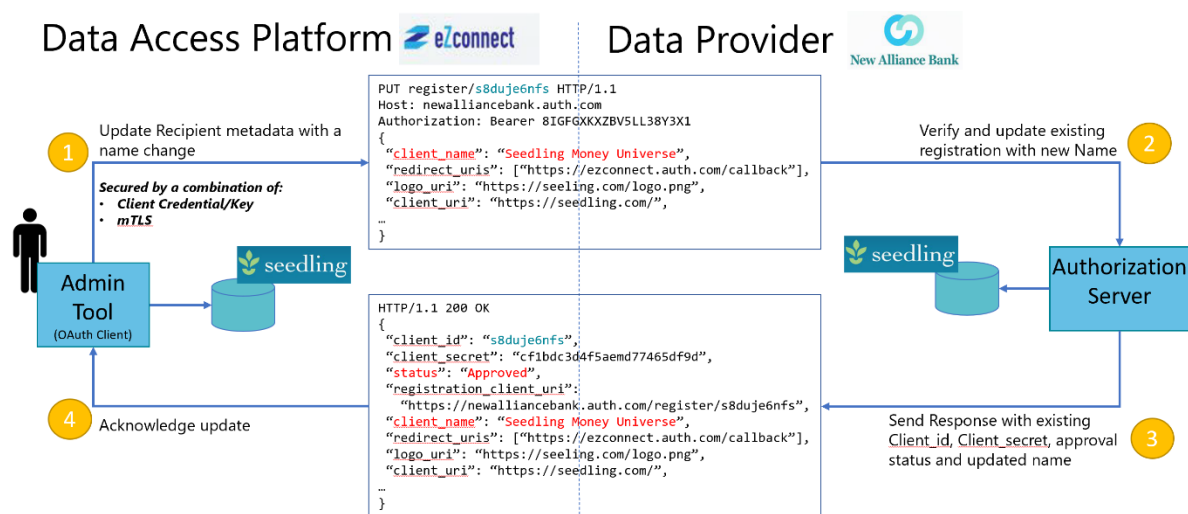 Data Access Platform
eZconnect
Data Provider
New Alliance Bank
1
Update Recipient metadata with a
name change
Secured by a combination of:
• Client Credential/Key
• mTLS
PUT register/s8duje6nfs HTTP/1.1
Host: newalliancebank.auth.com
Authorization: Bearer 8IGFGXKXZBV5LL38Y3X1
{
“client_name”: “Seedling Money Universe”,
“redirect_uris”: [“https://ezconnect.auth.com/callback”],
“logo_uri”: “https://seeling.com/logo.png”,
“client_uri”: “https://seedling.com/”,
…
}
Verify and update existing
registration with new Name
2
seedling
Admin
Tool
(OAuth Client)
seedling
Authorization
Server
HTTP/1.1 200 OK
{
“client_id”: “s8duje6nfs”,
“client_secret”: “cf1bdc3d4f5aemd77465df9d”,
“status”: “Approved”,
“registration_client_uri”:
“https://newalliancebank.auth.com/register/s8duje6nfs”,
“client_name”: “Seedling Money Universe”,
“redirect_uris”: [“https://ezconnect.auth.com/callback”],
“logo_uri”: “https://seeling.com/logo.png”,
“client_uri”: “https://seedling.com/”,
…
}
4
Acknowledge update
Send Response with existing
Client_id, Client_secret, approval
status and updated name
3